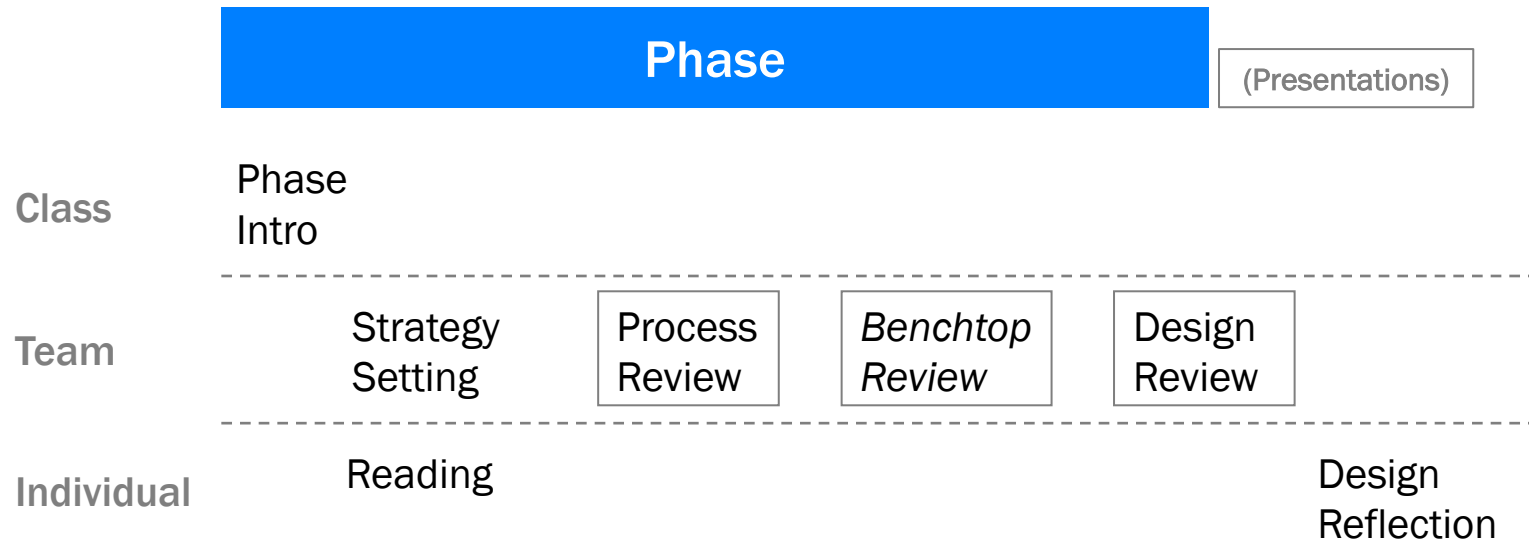 Phase
(Presentations)
Class
Phase
Intro
Team
Strategy
Setting
Process
Review
Benchtop
Review
Design
Review
Individual
Reading
Design
Reflection